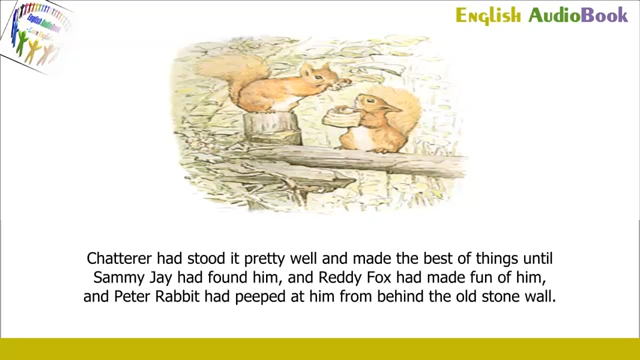 English AudioBook
English AudioBook
Chatterer had stood it pretty well and made the best of things until
Sammy Jay had found him, and Reddy Fox had made fun of him,
and Peter Rabbit had peeped at him from behind the old stone wall.